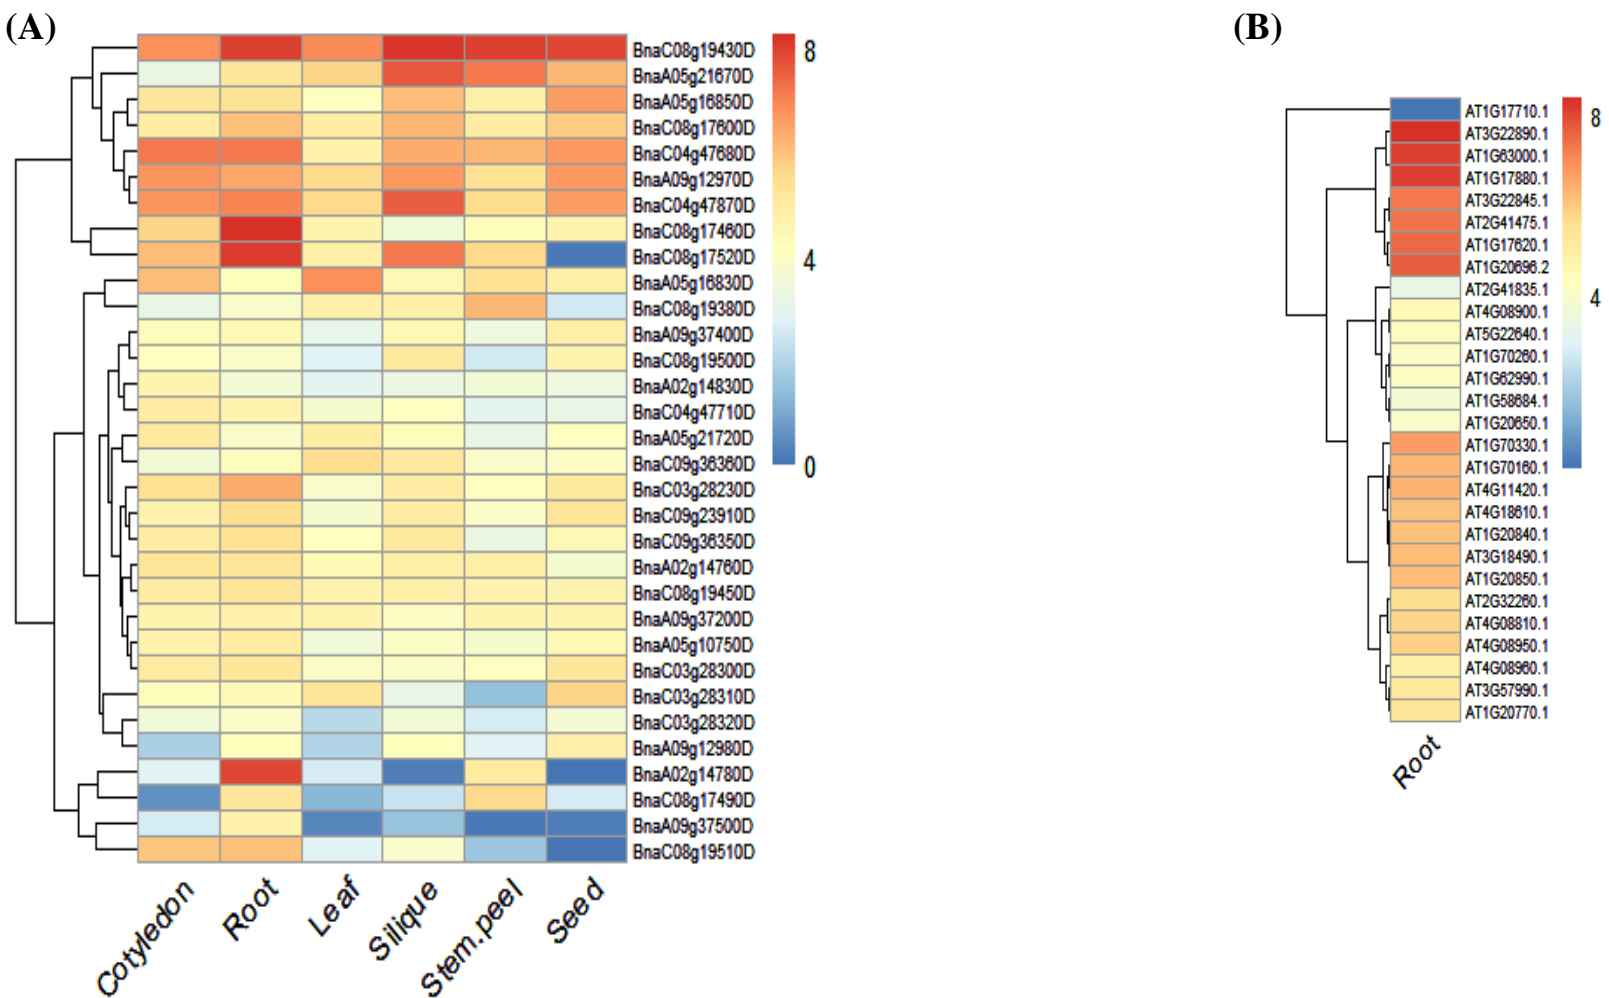 (A)
BnaC08g19430D
BnaA05g21670D
BnaA05g16850D
BnaC08g17600D
BnaC04g47680D
BnaA09g12970D
BnaC04g47870D
BnaC08g17460D
BnaC08g17520D
BnaA05g16830D
BnaC08g19380D
BnaA09g37400D
BnaC08g19500D
BnaA02g14830D
BnaC04g47710D
BnaA05g21720D
BnaC09g36360D
BnaC03g28230D
BnaC09g23910D
BnaC09g36350D
BnaA02g14760D
BnaC08g19450D
BnaA09g37200D
BnaA05g10750D
BnaC03g28300D
BnaC03g28310D
BnaC03g28320D
BnaA09g12980D
BnaA02g14780D
BnaC08g17490D
BnaA09g37500D
BnaC08g19510D
8
4
0
Cotyledon
Root
Leaf
Silique
Stem.peel
Seed
(B)
AT1G17710.1
AT3G22890.1
AT1G63000.1
AT1G17880.1
AT3G22845.1
AT2G41475.1
AT1G17620.1
AT1G20696.2
AT2G41835.1
AT4G08900.1
AT5G22640.1
AT1G70260.1
AT1G62990.1
AT1G58684.1
AT1G20650.1
AT1G70330.1
AT1G70160.1
AT4G11420.1
AT4G18610.1
AT1G20840.1
AT3G18490.1
AT1G20850.1
AT2G32260.1
AT4G08810.1
AT4G08950.1
AT4G08960.1
AT3G57990.1
AT1G20770.1
8
4
Root